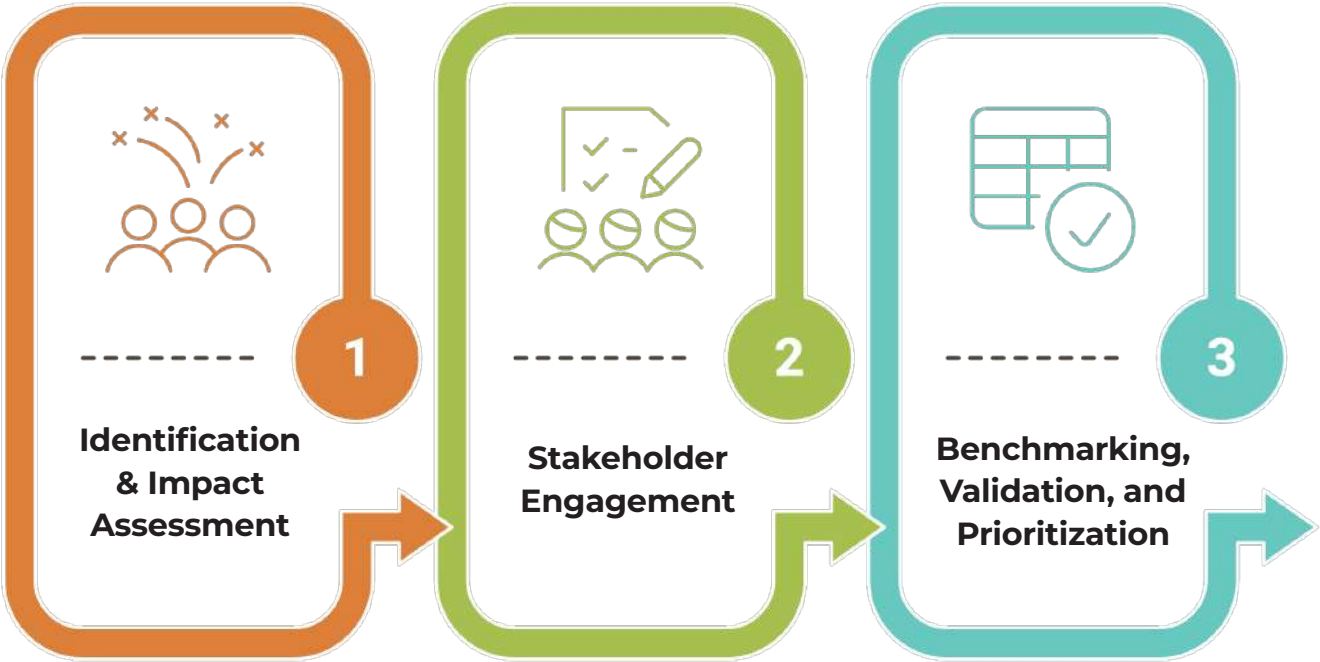 1
Identification
& Impact
Assessment
2
Stakeholder
Engagement
3
Benchmarking,
Validation, and
Prioritization